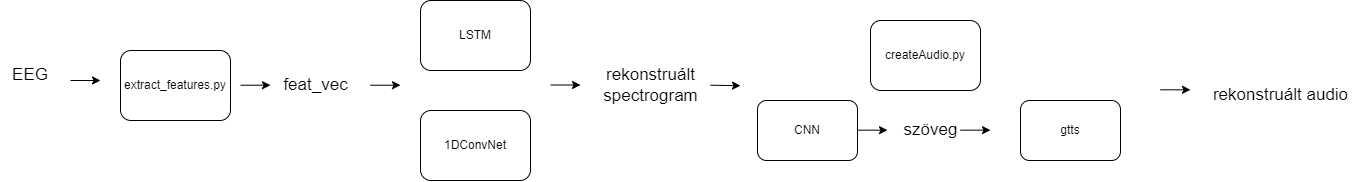 EEG
extract_features.py
feat_vec
LSTM
1DConvNet
rekonstruált
spectrogram
createAudio.py
CNN
szöveg
gtts
rekonstruált audio